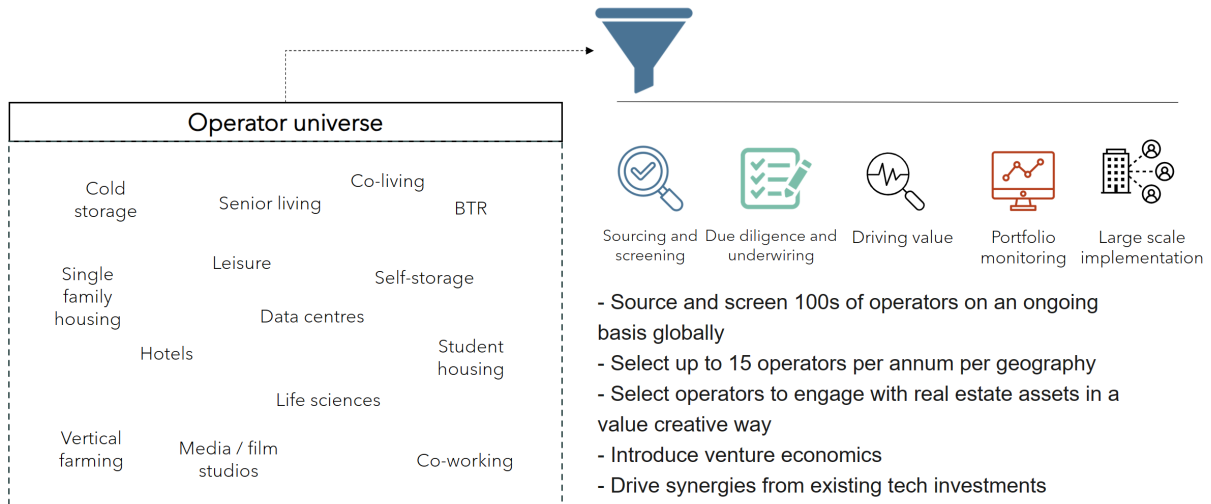 Operator universe
Cold
storage
Senior living
Co-living
BTR
Single
family
housing
Leisure
Self-storage
Data centres
Hotels
Student
housing
Life sciences
Vertical
farming
Media / film
studios
Co-working
Sourcing and
screening
Due diligence and
underwiring
Driving value
Portfolio
monitoring
Large scale
implementation
- Source and screen 100s of operators on an ongoing
basis globally
- Select up to 15 operators per annum per geography
- Select operators to engage with real estate assets in a
value creative way
- Introduce venture economics
- Drive synergies from existing tech investments